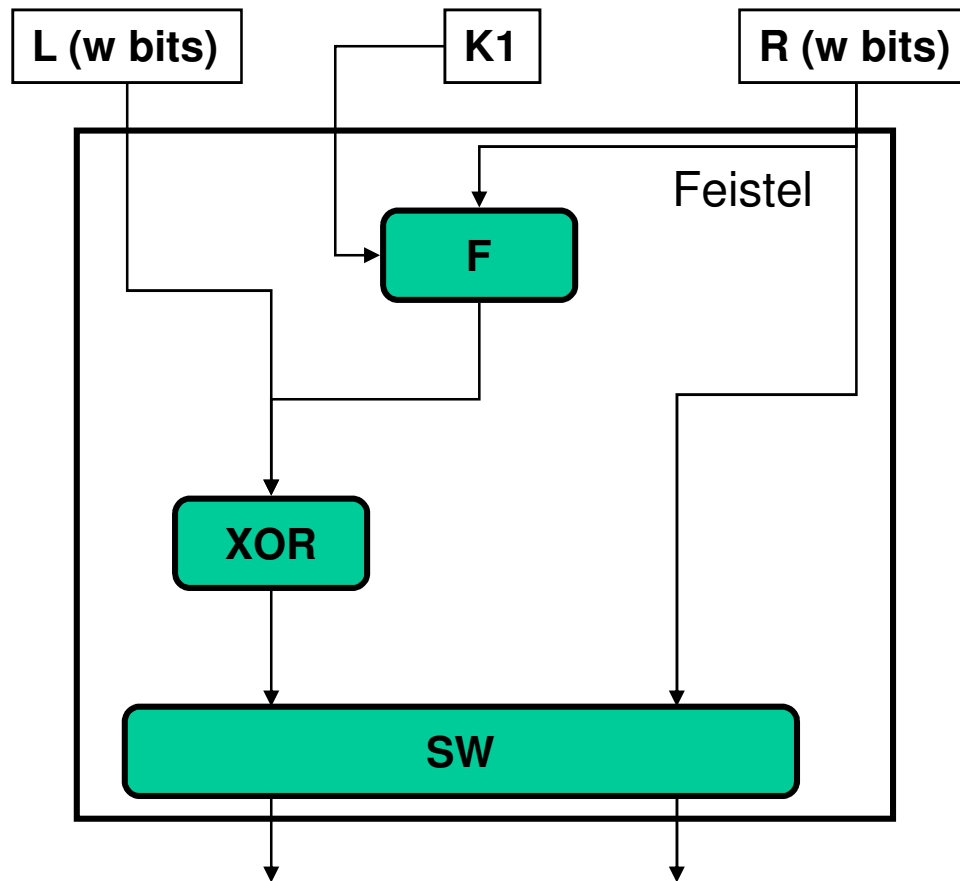 L (w bits)
K1
R (w bits)
Feistel
F
XOR
SW